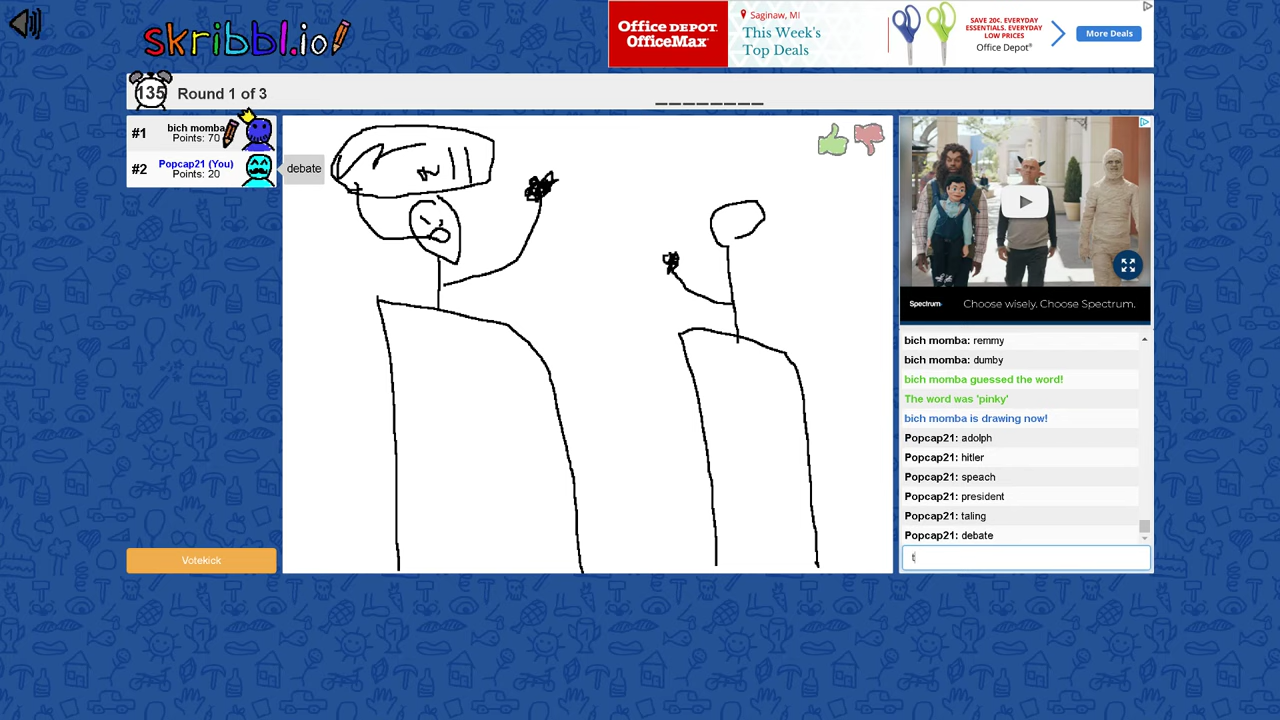 skribbl.io
OFFICE DEPOT
OfficeMax®
Saginaw, MI
This Week's
Top Deals
SAVE 20¢. EVERYDAY
ESSENTIALS. EVERYDAY
LOW PRICES
Office Depot®
More Deals
135 Round 1 of 3
_________
#1 bich momba
Points: 70
#2 Popcap21 (You)
Points: 20
debate
Spectrum Choose wisely. Choose Spectrum.
bich momba: remmy
bich momba: dumby
bich momba guessed the word!
The word was 'pinky'
bich momba is drawing now!
Popcap21: adolph
Popcap21: hitler
Popcap21: speach
Popcap21: president
Popcap21: taling
Popcap21: debate
t
Votekick